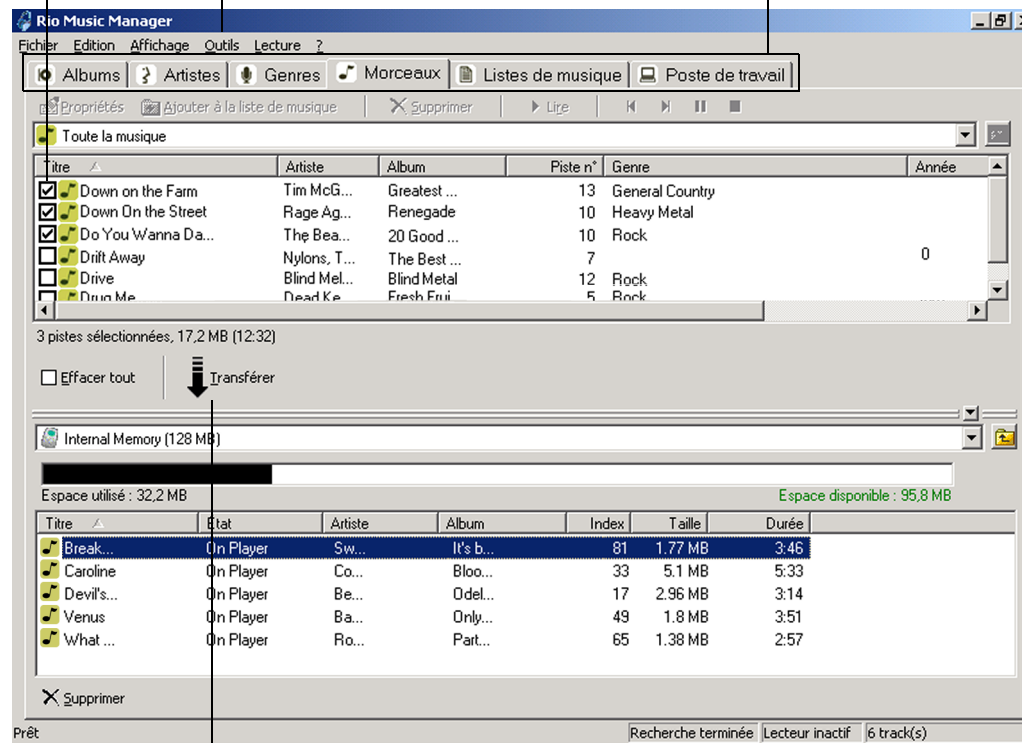 Rio Music Manager
Fichier Edition Affichage Outils Lecture ?
Albums Artistes Genres Morceaux Listes de musique Poste de travail
Propriétés Ajouter à la liste de musique Supprimer Lire
Toute la musique
Titre Artiste Album Piste n° Genre Année
Down on the Farm Tim McG... Greatest ... 13 General Country
Down On the Street Rage Ag... Renegade 10 Heavy Metal
Do You Wanna Da... The Bea... 20 Good ... 10 Rock
Drift Away Nylons, T... The Best ... 7 0
Drive Blind Mel... Blind Metal 12 Rock
Drug Me Dead Ke... Fresh Frui... 5 Rock
3 pistes sélectionnées, 17,2 MB (12:32)
Effacer tout Transférer
Internal Memory (128 MB)
Espace utilisé : 32,2 MB Espace disponible : 95,8 MB
Titre Etat Artiste Album Index Taille Durée
Break... On Player Sw... It's b... 81 1.77 MB 3:46
Caroline On Player Co... Bloo... 33 5.1 MB 5:33
Devil's... On Player Be... Odel... 17 2.96 MB 3:14
Venus On Player Ba... Only... 49 1.8 MB 3:51
What ... On Player Ro... Part... 65 1.38 MB 2:57
Supprimer
Prêt Recherche terminée Lecteur inactif 6 track(s)